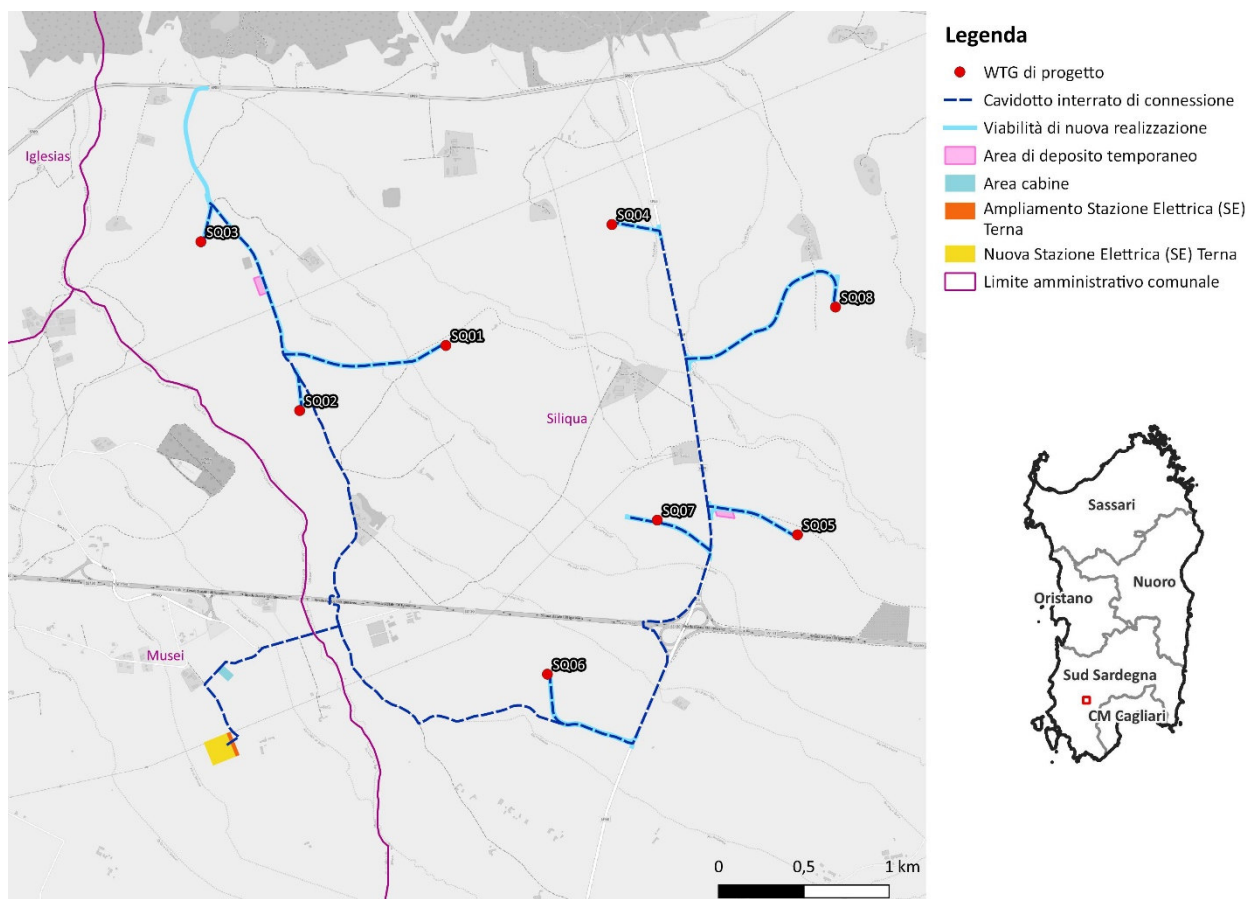 Legenda
WTG di progetto
Cavidotto interrato di connessione
Viabilità di nuova realizzazione
Area di deposito temporaneo
Area cabine
Ampliamento Stazione Elettrica (SE)
Terna
Nuova Stazione Elettrica (SE) Terna
Limite amministrativo comunale
Iglesias
SQ03
SQ04
SQ08
SQ01
SQ02
Siliqua
SQ07
SQ05
Musei
SQ06
0
0,5
1 km
Sassari
Nuoro
Oristano
Sud Sardegna
CM Cagliari